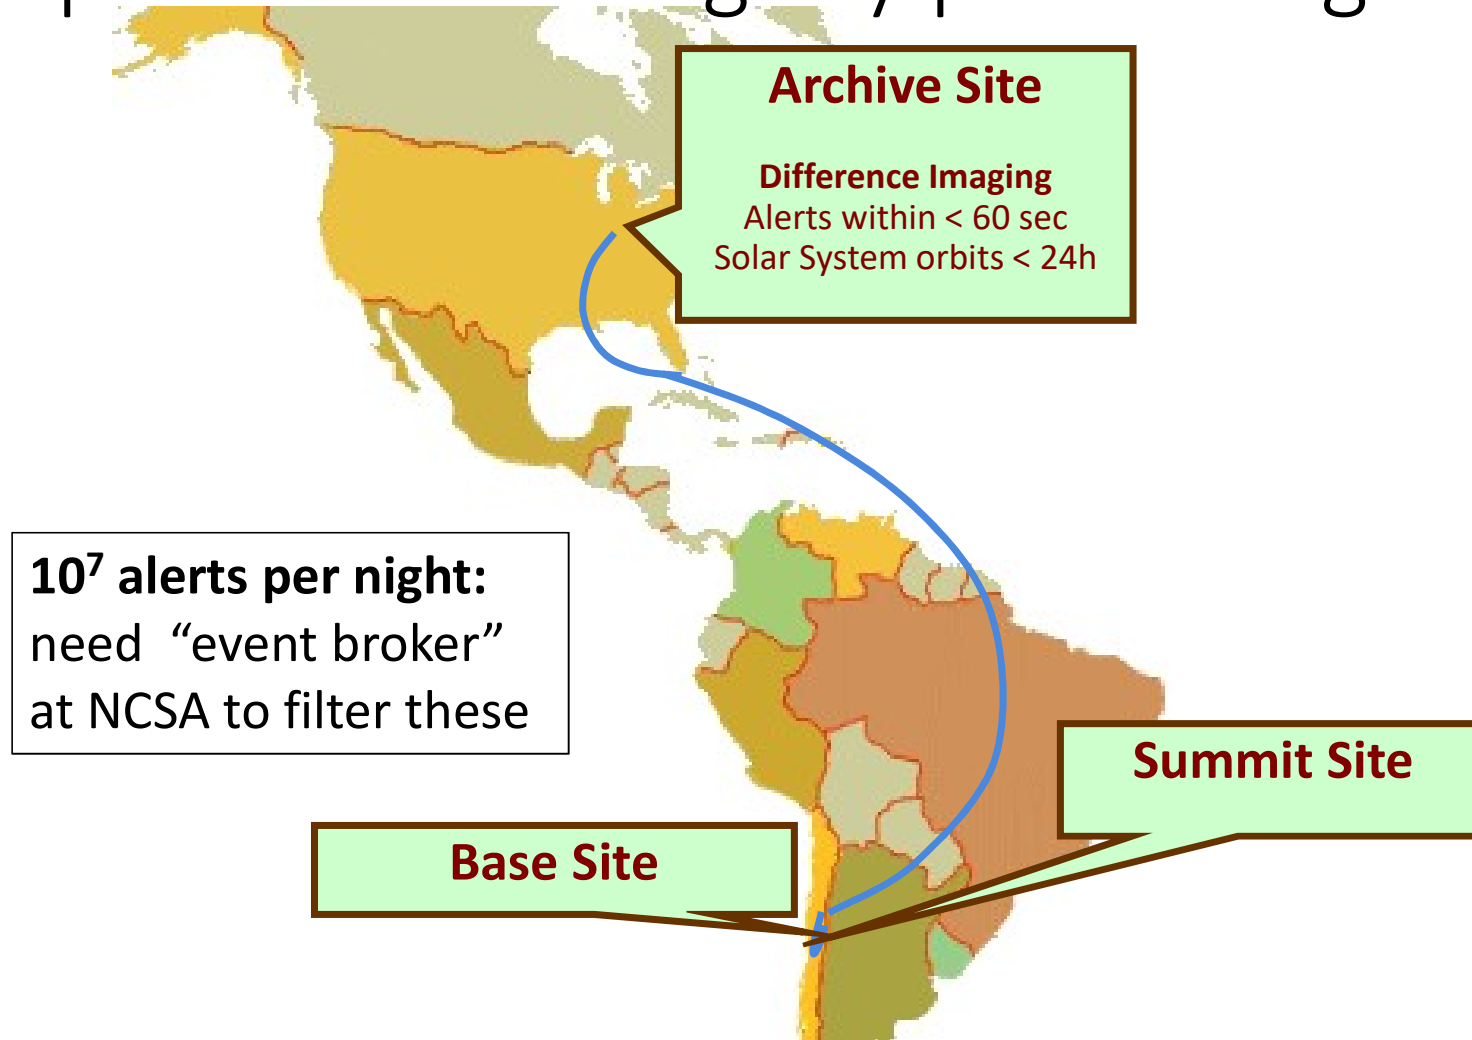 Archive Site
Difference Imaging
Alerts within < 60 sec
Solar System orbits < 24h
10⁷ alerts per night:
need “event broker”
at NCSA to filter these
Summit Site
Base Site